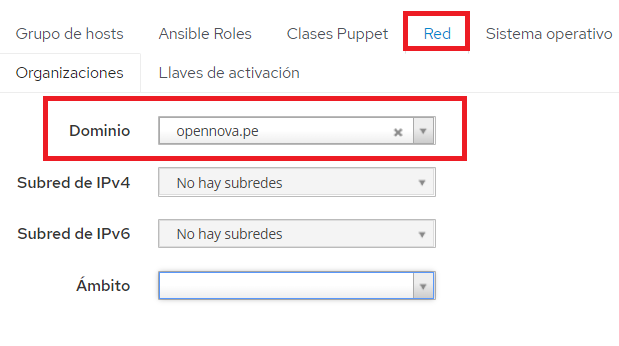 Grupo de hosts Ansible Roles Clases Puppet Red Sistema operativo
Organizaciones Llaves de activación
Dominio opennova.pe
Subred de IPv4 No hay subredes
Subred de IPv6 No hay subredes
Ámbito